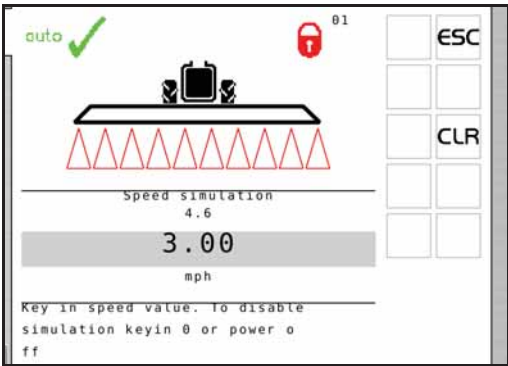 auto
01
ESC
CLR
Speed simulation
4.6
3.00
mph
Key in speed value. To disable
simulation keyin 0 or power o
ff